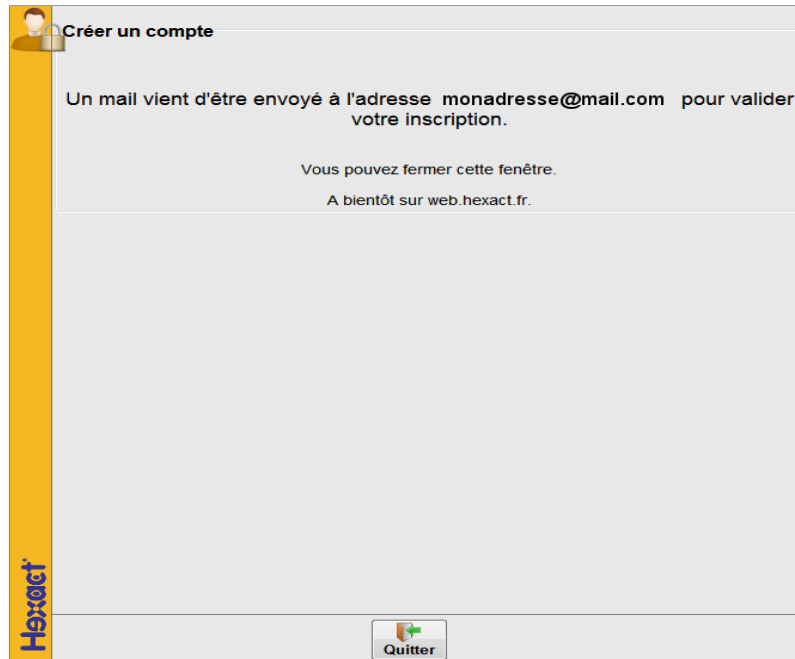 Créer un compte
Un mail vient d'être envoyé à l'adresse monadresse@mail.com pour valider
votre inscription.
Vous pouvez fermer cette fenêtre.
A bientôt sur web.hexact.fr.
Hexact
Quitter